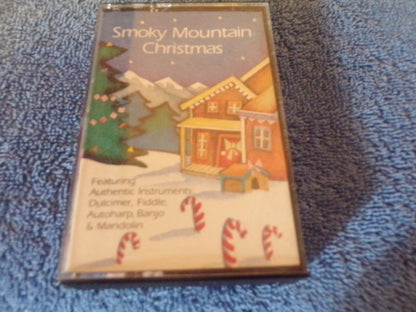 Smoky Mountain
Christmas
Featuring
Authentic Instruments
Dulcimer, Fiddle,
Autoharp, Banjo
& Mandolin